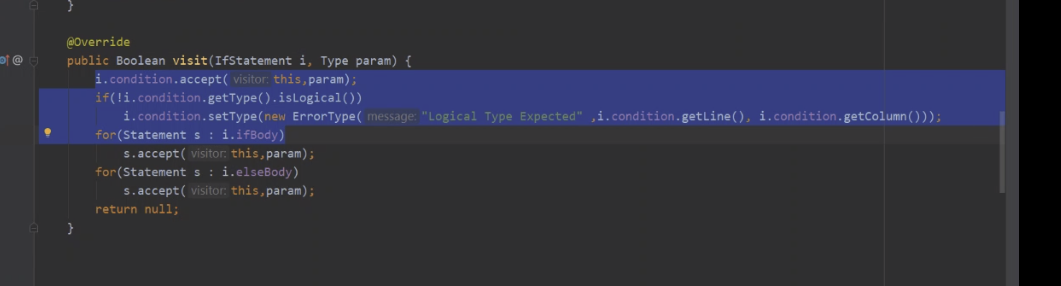 }
@Override
public Boolean visit(IfStatement i, Type param) {
i.condition.accept( visitor: this,param);
if(!i.condition.getType().isLogical())
i.condition.setType(new ErrorType( message: "Logical Type Expected" ,i.condition.getLine(), i.condition.getColumn()));
for(Statement s : i.ifBody)
s.accept( visitor: this,param);
for(Statement s : i.elseBody)
s.accept( visitor: this,param);
return null;
}